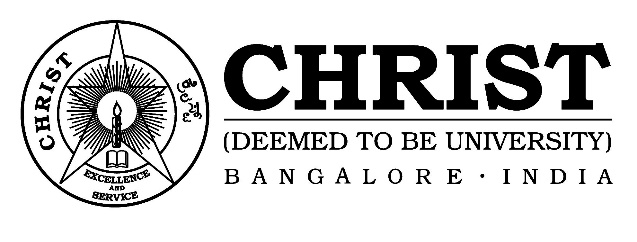 CHRIST
ಕ್ರೈಸ್ಟ್
EXCELLENCE
AND
SERVICE
CHRIST
(DEEMED TO BE UNIVERSITY)
BANGALORE · INDIA